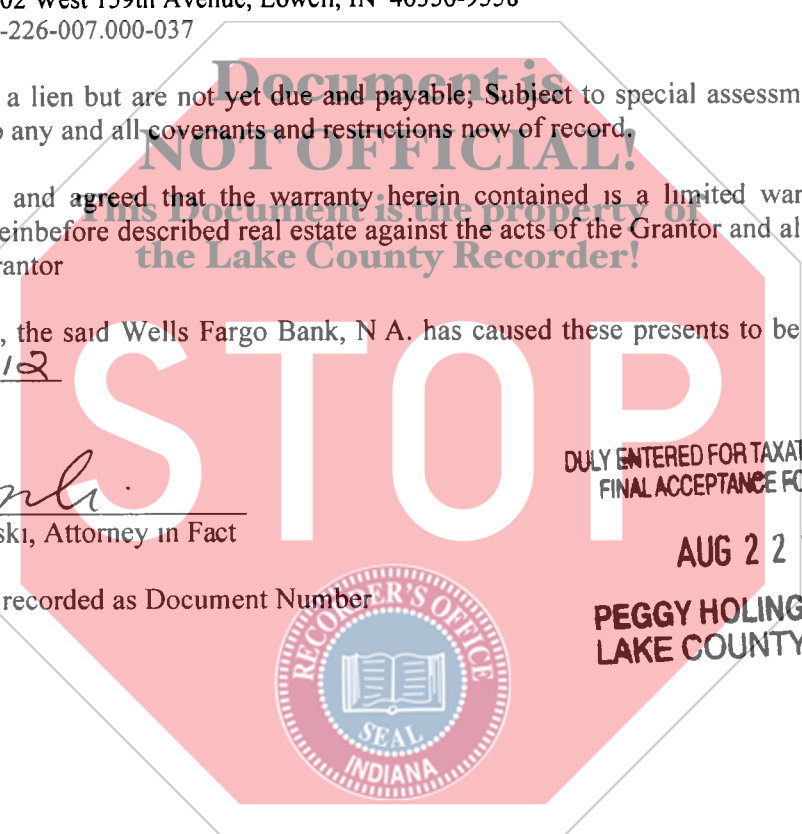 02 West 159th Avenue, Lowell, IN 46356-9558
-226-007.000-037
Document is
a lien but are not yet due and payable; Subject to special assessm
any and all covenants and restrictions now of record.
NOT OFFICIAL!
and agreed that the warranty herein contained is a limited war
This Document is the property of
einbefore described real estate against the acts of the Grantor and al
the Lake County Recorder!
rantor
, the said Wells Fargo Bank, N A. has caused these presents to be
12
STOP
DULY ENTERED FOR TAXAT
FINAL ACCEPTANCE FO
ski, Attorney in Fact
AUG 22
recorded as Document Number
PEGGY HOLING
LAKE COUNTY
RECORDER'S OFFICE
SEAL
INDIANA